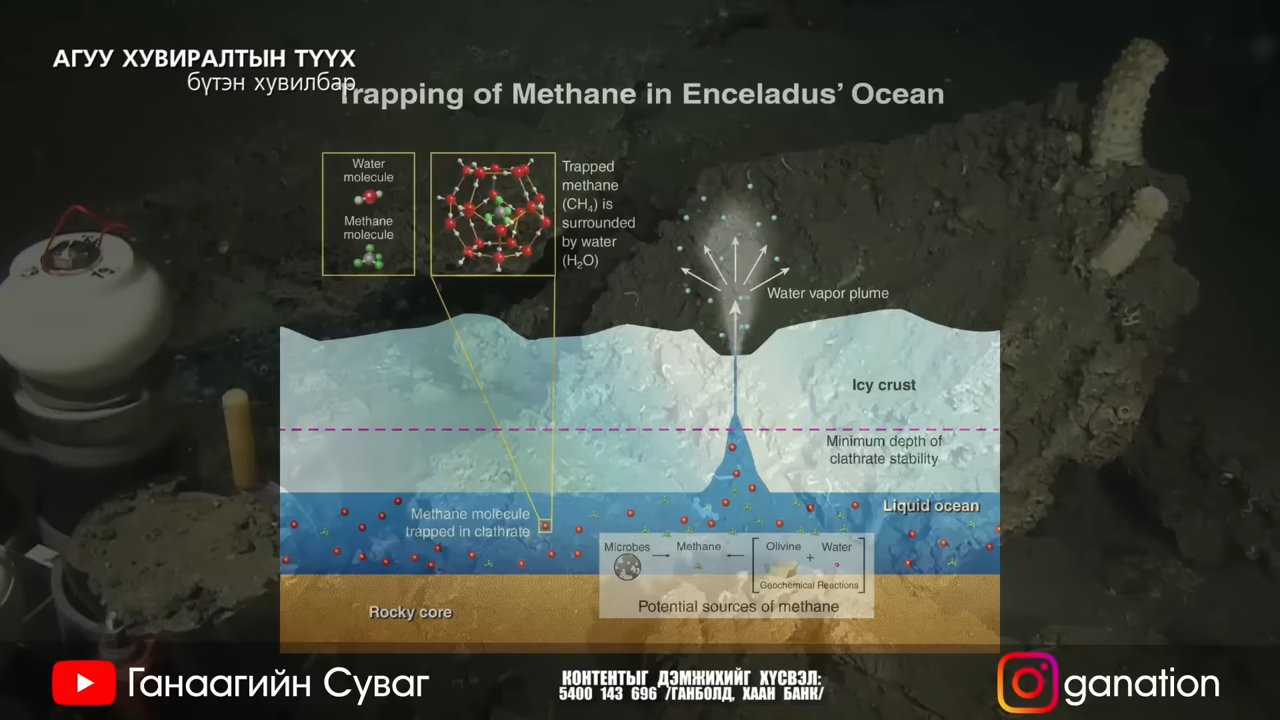 АГУУ ХУВИРАЛТЫН ТҮҮХ
бүтэн хувилбар
Trapping of Methane in Enceladus’ Ocean
Water
molecule
Methane
molecule
Trapped
methane
(CH₄) is
surrounded
by water
(H₂O)
Water vapor plume
Icy crust
Minimum depth of
clathrate stability
Liquid ocean
Methane molecule
trapped in clathrate
Microbes
Methane
Olivine
+
Water
Geochemical Reactions
Potential sources of methane
Rocky core
Ганаагийн Суваг
КОНТЕНТЫГ ДЭМЖИХИЙГ ХҮСВЭЛ:
5400 143 696 /ГАНБОЛД, ХААН БАНК/
ganation